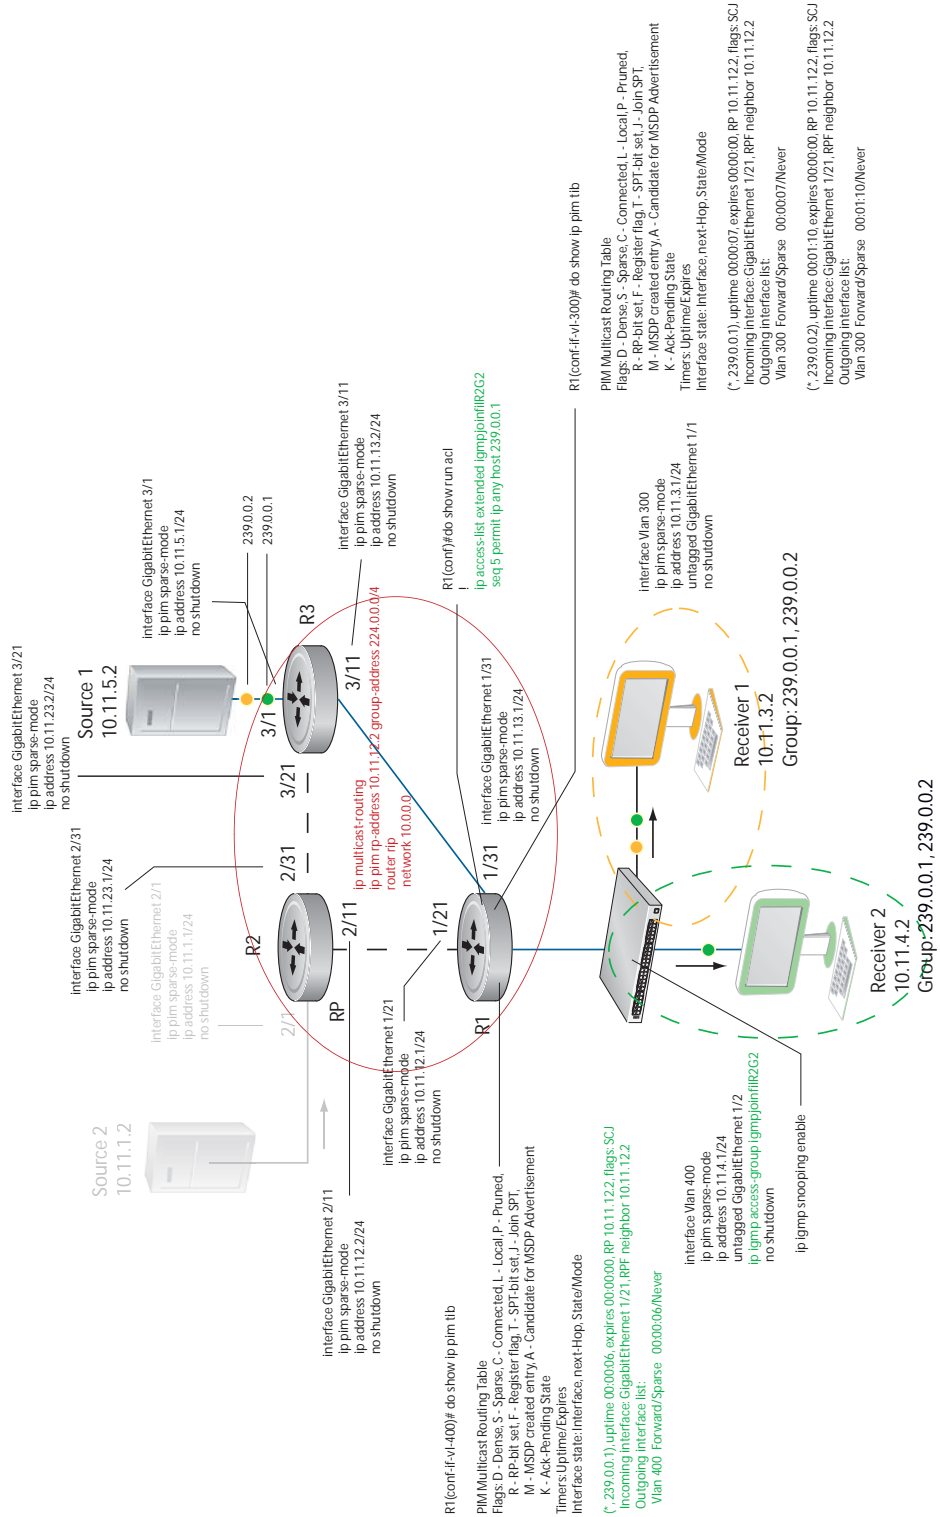 Source 2
10.11.1.2
2/1
interface GigabitEthernet 2/1
ip pim sparse-mode
ip address 10.11.1.1/24
no shutdown
interface GigabitEthernet 2/31
ip pim sparse-mode
ip address 10.11.23.1/24
no shutdown
interface GigabitEthernet 3/21
ip pim sparse-mode
ip address 10.11.23.2/24
no shutdown
Source 1
10.11.5.2
interface GigabitEthernet 3/1
ip pim sparse-mode
ip address 10.11.5.1/24
no shutdown
239.0.0.2
239.0.0.1
3/1
R3
3/11
3/21
2/31
R2
RP
2/11
interface GigabitEthernet 3/11
ip pim sparse-mode
ip address 10.11.13.2/24
no shutdown
ip multicast-routing
ip pim rp-address 10.11.12.2 group-address 224.0.0.0/4
router rip
network 10.0.0.0
interface GigabitEthernet 2/11
ip pim sparse-mode
ip address 10.11.12.2/24
no shutdown
interface GigabitEthernet 1/21
ip pim sparse-mode
ip address 10.11.12.1/24
no shutdown
1/21
R1
1/31
interface GigabitEthernet 1/31
ip pim sparse-mode
ip address 10.11.13.1/24
no shutdown
R1(conf)#do show run acl
!
ip access-list extended igmpjoinfilR2G2
seq 5 permit ip any host 239.0.0.1
R1(conf-if-vl-400)# do show ip pim tib
PIM Multicast Routing Table
Flags: D - Dense, S - Sparse, C - Connected, L - Local, P - Pruned,
R - RP-bit set, F - Register flag, T - SPT-bit set, J - Join SPT,
M - MSDP created entry, A - Candidate for MSDP Advertisement
K - Ack-Pending State
Timers: Uptime/Expires
Interface state: Interface, next-Hop, State/Mode
(*, 239.0.0.1), uptime 00:00:06, expires 00:00:00, RP 10.11.12.2, flags: SCJ
Incoming interface: GigabitEthernet 1/21, RPF neighbor 10.11.12.2
Outgoing interface list:
Vlan 400 Forward/Sparse 00:00:06/Never
R1(conf-if-vl-300)# do show ip pim tib
PIM Multicast Routing Table
Flags: D - Dense, S - Sparse, C - Connected, L - Local, P - Pruned,
R - RP-bit set, F - Register flag, T - SPT-bit set, J - Join SPT,
M - MSDP created entry, A - Candidate for MSDP Advertisement
K - Ack-Pending State
Timers: Uptime/Expires
Interface state: Interface, next-Hop, State/Mode
(*, 239.0.0.1), uptime 00:00:07, expires 00:00:00, RP 10.11.12.2, flags: SCJ
Incoming interface: GigabitEthernet 1/21, RPF neighbor 10.11.12.2
Outgoing interface list:
Vlan 300 Forward/Sparse 00:00:07/Never
(*, 239.0.0.2), uptime 00:01:10, expires 00:00:00, RP 10.11.12.2, flags: SCJ
Incoming interface: GigabitEthernet 1/21, RPF neighbor 10.11.12.2
Outgoing interface list:
Vlan 300 Forward/Sparse 00:01:10/Never
interface Vlan 300
ip pim sparse-mode
ip address 10.11.3.1/24
untagged GigabitEthernet 1/1
no shutdown
Receiver 1
10.11.3.2
Group: 239.0.0.1, 239.0.0.2
interface Vlan 400
ip pim sparse-mode
ip address 10.11.4.1/24
untagged GigabitEthernet 1/2
ip igmp access-group igmpjoinfilR2G2
no shutdown
ip igmp snooping enable
Receiver 2
10.11.4.2
Group: 239.0.0.1, 239.0.0.2